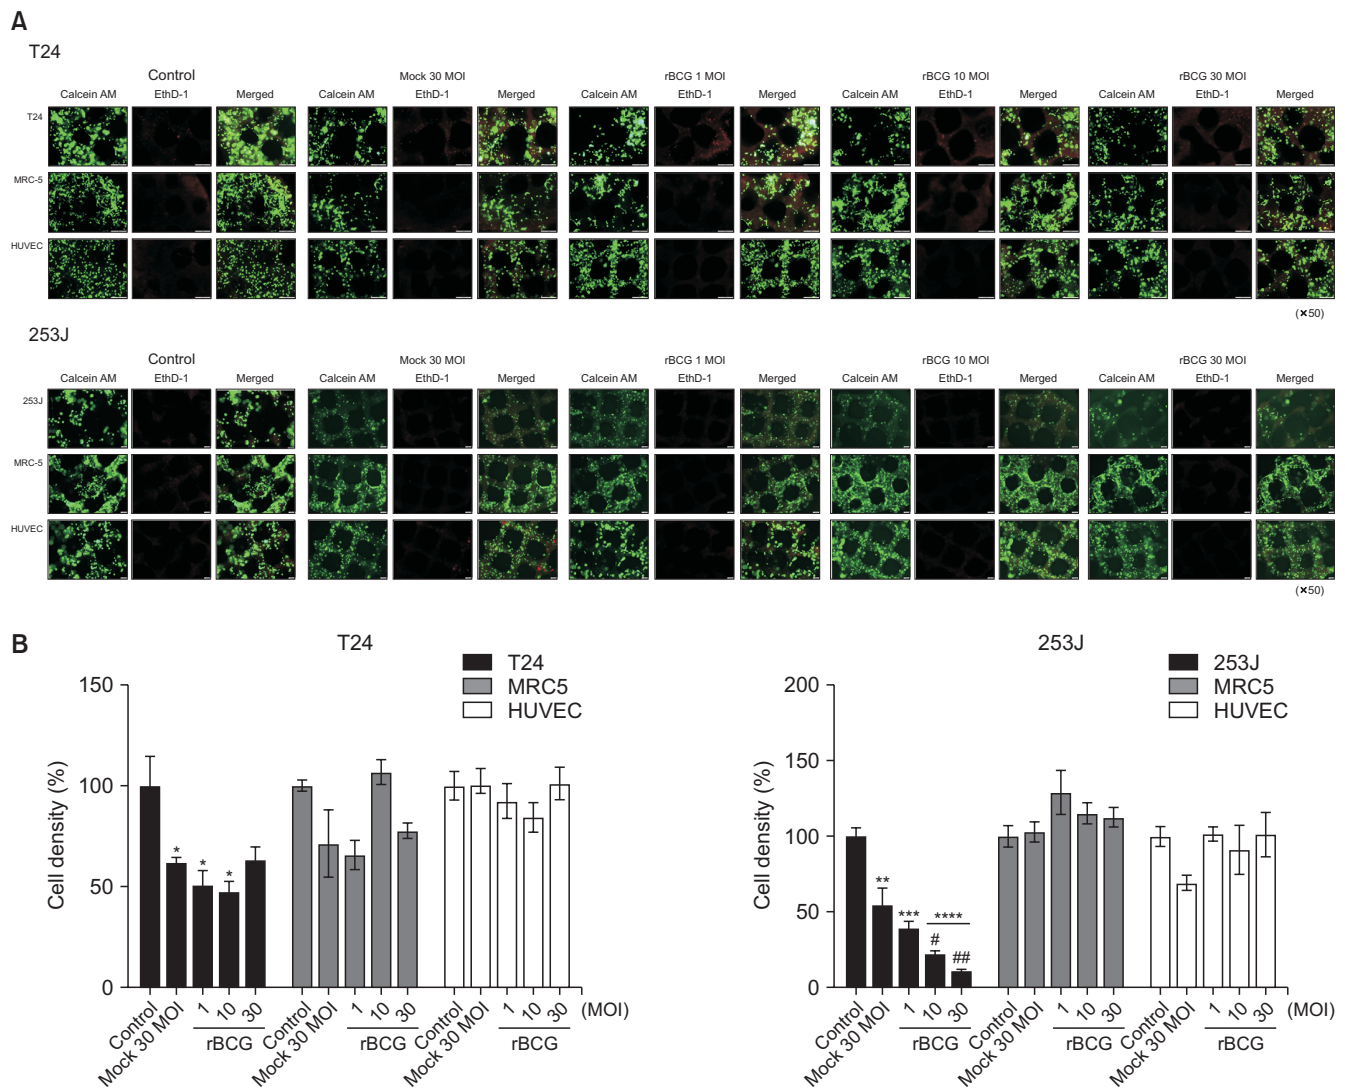 A
T24
Control Mock 30 MOI rBCG 1 MOI rBCG 10 MOI rBCG 30 MOI
Calcein AM EthD-1 Merged Calcein AM EthD-1 Merged Calcein AM EthD-1 Merged Calcein AM EthD-1 Merged Calcein AM EthD-1 Merged
T24
MRC-5
HUVEC
(×50)
253J
Control Mock 30 MOI rBCG 1 MOI rBCG 10 MOI rBCG 30 MOI
Calcein AM EthD-1 Merged Calcein AM EthD-1 Merged Calcein AM EthD-1 Merged Calcein AM EthD-1 Merged Calcein AM EthD-1 Merged
253J
MRC-5
HUVEC
(×50)
B
T24
T24
MRC5
HUVEC
Cell density (%)
150
100
50
0
* * * *
Control Mock 30 MOI 1 10 30 Control Mock 30 MOI 1 10 30 Control Mock 30 MOI 1 10 30 (MOI)
rBCG rBCG rBCG
253J
253J
MRC5
HUVEC
Cell density (%)
200
150
100
50
0
** *** ****
# ##
Control Mock 30 MOI 1 10 30 Control Mock 30 MOI 1 10 30 Control Mock 30 MOI 1 10 30 (MOI)
rBCG rBCG rBCG